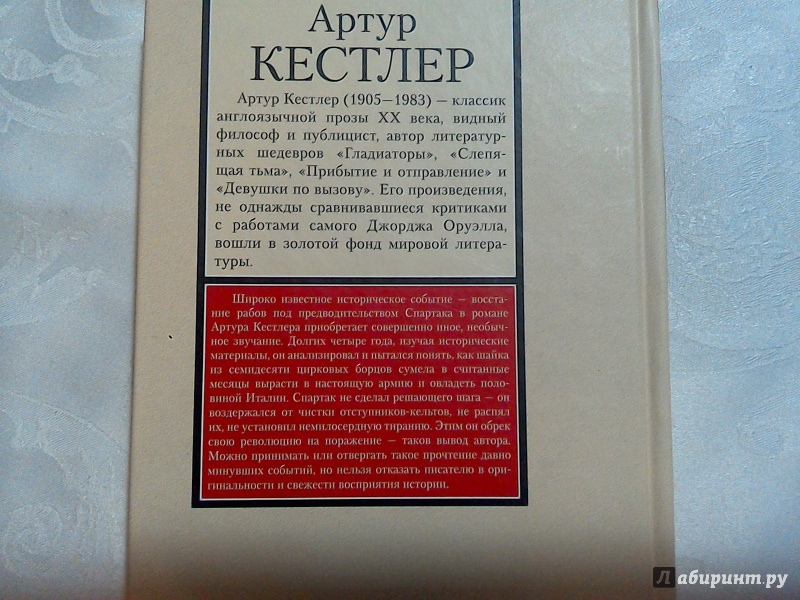 Артур
КЕСТЛЕР
Артур Кестлер (1905—1983) — классик
англоязычной прозы XX века, видный
философ и публицист, автор литератур-
ных шедевров «Гладиаторы», «Слепя-
щая тьма», «Прибытие и отправление» и
«Девушки по вызову». Его произведения,
не однажды сравнивавшиеся критиками
с работами самого Джорджа Оруэлла,
вошли в золотой фонд мировой литера-
туры.
Широко известное историческое событие — восста-
ние рабов под предводительством Спартака в романе
Артура Кестлера приобретает совершенно иное, необыч-
ное звучание. Долгих четыре года, изучая исторические
материалы, он анализировал и пытался понять, как шайка
из семидесяти цирковых борцов сумела в считанные
месяцы вырасти в настоящую армию и овладеть поло-
виной Италии. Спартак не сделал решающего шага — он
воздержался от чистки отступников-кельтов, не распял
их, не установил немилосердную тиранию. Этим он обрек
свою революцию на поражение — таков вывод автора.
Можно принимать или отвергать такое прочтение давно
минувших событий, но нельзя отказать писателю в ори-
гинальности и свежести восприятия истории.
Лабиринт.ру